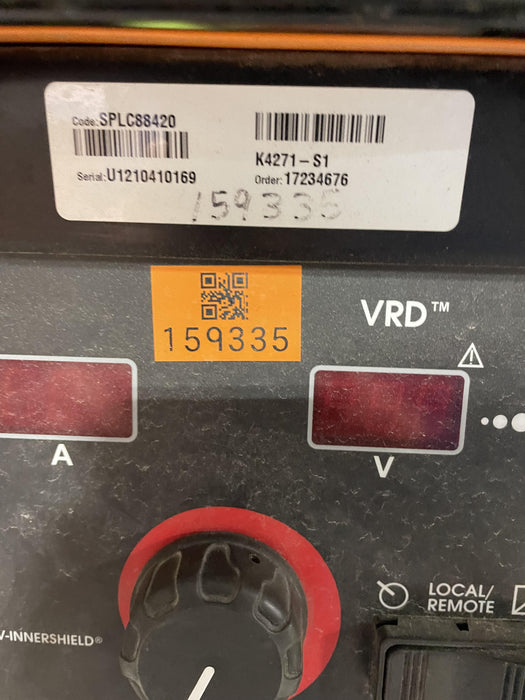 Code: SPLC88420
Serial: U1210410169
K4271-S1
Order: 17234676
159335
159335
VRD™
A
V
LOCAL/
REMOTE
-INNERSHIELD®